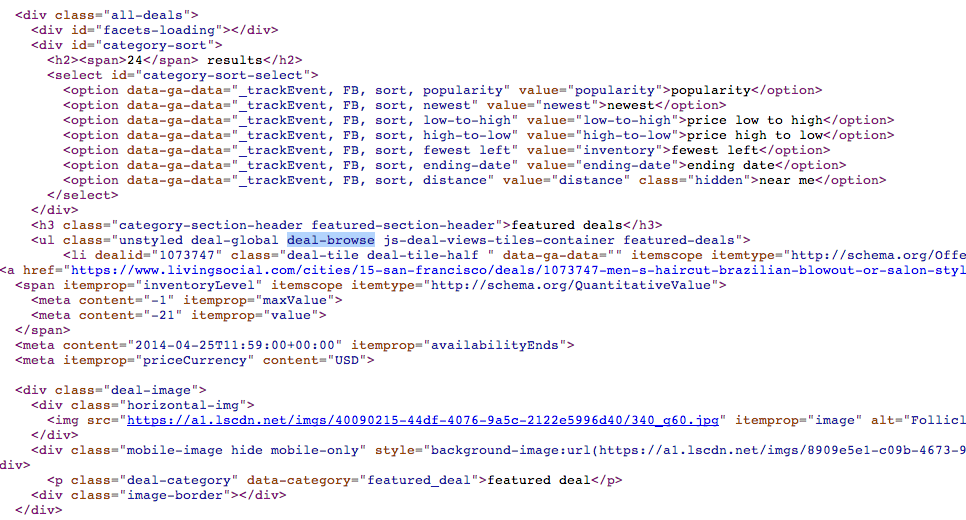 <div class="all-deals">
<div id="facets-loading"></div>
<div id="category-sort">
<h2><span>24</span> results</h2>
<select id="category-sort-select">
<option data-ga-data="_trackEvent, FB, sort, popularity" value="popularity">popularity</option>
<option data-ga-data="_trackEvent, FB, sort, newest" value="newest">newest</option>
<option data-ga-data="_trackEvent, FB, sort, low-to-high" value="low-to-high">price low to high</option>
<option data-ga-data="_trackEvent, FB, sort, high-to-low" value="high-to-low">price high to low</option>
<option data-ga-data="_trackEvent, FB, sort, fewest left" value="inventory">fewest left</option>
<option data-ga-data="_trackEvent, FB, sort, ending-date" value="ending-date">ending date</option>
<option data-ga-data="_trackEvent, FB, sort, distance" value="distance" class="hidden">near me</option>
</select>
</div>
<h3 class="category-section-header featured-section-header">featured deals</h3>
<ul class="unstyled deal-global deal-browse js-deal-views-tiles-container featured-deals">
<li dealid="1073747" class="deal-tile deal-tile-half " data-ga-data="" itemscope itemtype="http://schema.org/Offe
<a href="https://www.livingsocial.com/cities/15-san-francisco/deals/1073747-men-s-haircut-brazilian-blowout-or-salon-styl
<span itemprop="inventoryLevel" itemscope itemtype="http://schema.org/QuantitativeValue">
<meta content="-1" itemprop="maxValue">
<meta content="-21" itemprop="value">
</span>
<meta content="2014-04-25T11:59:00+00:00" itemprop="availabilityEnds">
<meta itemprop="priceCurrency" content="USD">
<div class="deal-image">
<div class="horizontal-img">
<img src="https://a1.lscdn.net/imgs/40090215-44df-4076-9a5c-2122e5996d40/340_q60.jpg" itemprop="image" alt="Follicl
</div>
<div class="mobile-image hide mobile-only" style="background-image:url(https://a1.lscdn.net/imgs/8909e5e1-c09b-4673-9
div>
<p class="deal-category" data-category="featured_deal">featured deal</p>
<div class="image-border"></div>
</div>